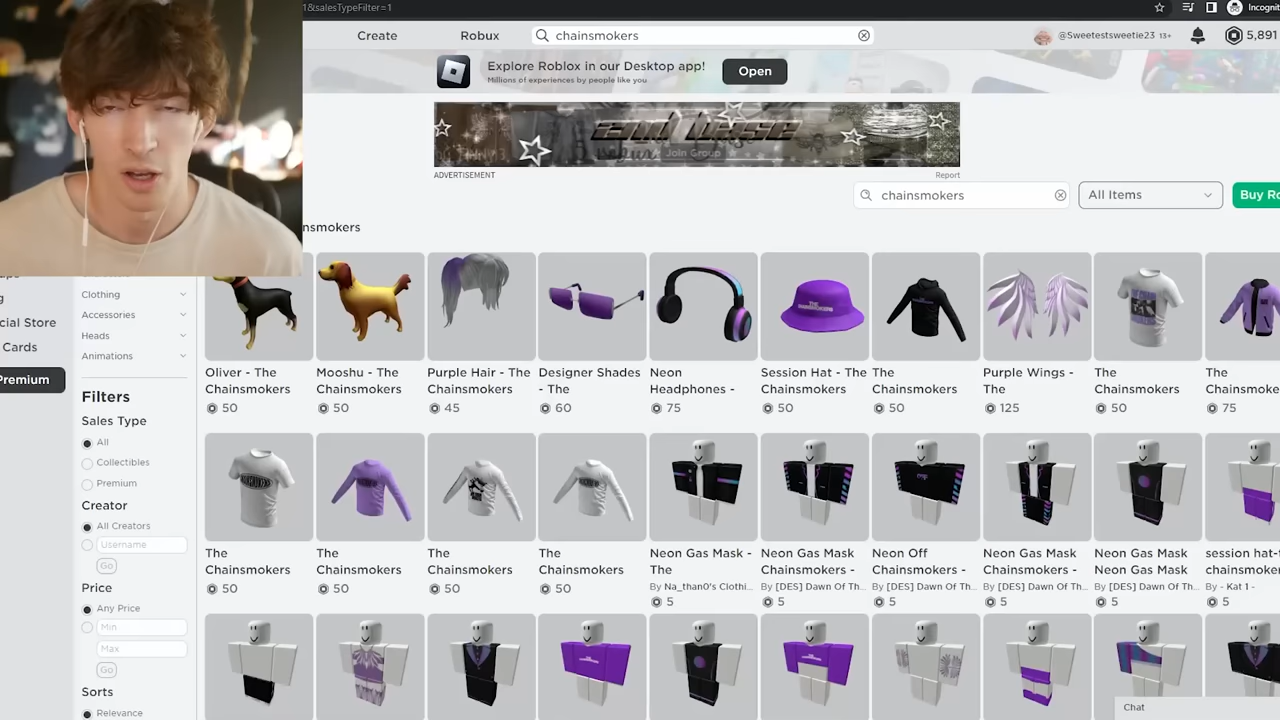 1&salesTypeFilter=1
Incognit
Create
Robux
chainsmokers
@Sweetestsweetie23 13+
5,891
Explore Roblox in our Desktop app!
Millions of experiences by people like you
Open
Join Group
ADVERTISEMENT
Report
chainsmokers
All Items
Buy Ro
nsmokers
g
cial Store
Cards
Premium
Clothing
Accessories
Heads
Animations
Filters
Sales Type
All
Collectibles
Premium
Creator
All Creators
Username
Go
Price
Any Price
Min
Max
Go
Sorts
Relevance
Oliver - The
Chainsmokers
50
Mooshu - The
Chainsmokers
50
Purple Hair - The
Chainsmokers
45
Designer Shades
- The
60
Neon
Headphones -
75
Session Hat - The
Chainsmokers
50
The
Chainsmokers
50
Purple Wings -
The
125
The
Chainsmokers
50
The
Chainsmoke
75
The
Chainsmokers
50
The
Chainsmokers
50
The
Chainsmokers
50
The
Chainsmokers
50
Neon Gas Mask -
The
By Na_than0's Clothi...
5
Neon Gas Mask
Chainsmokers -
By [DES] Dawn Of Th...
5
Neon Off
Chainsmokers -
By [DES] Dawn Of Th...
5
Neon Gas Mask
Chainsmokers -
By [DES] Dawn Of Th...
5
Neon Gas Mask
Neon Gas Mask
By [DES] Dawn Of Th...
5
session hat-t
chainsmoker
By - Kat 1 -
5
Chat